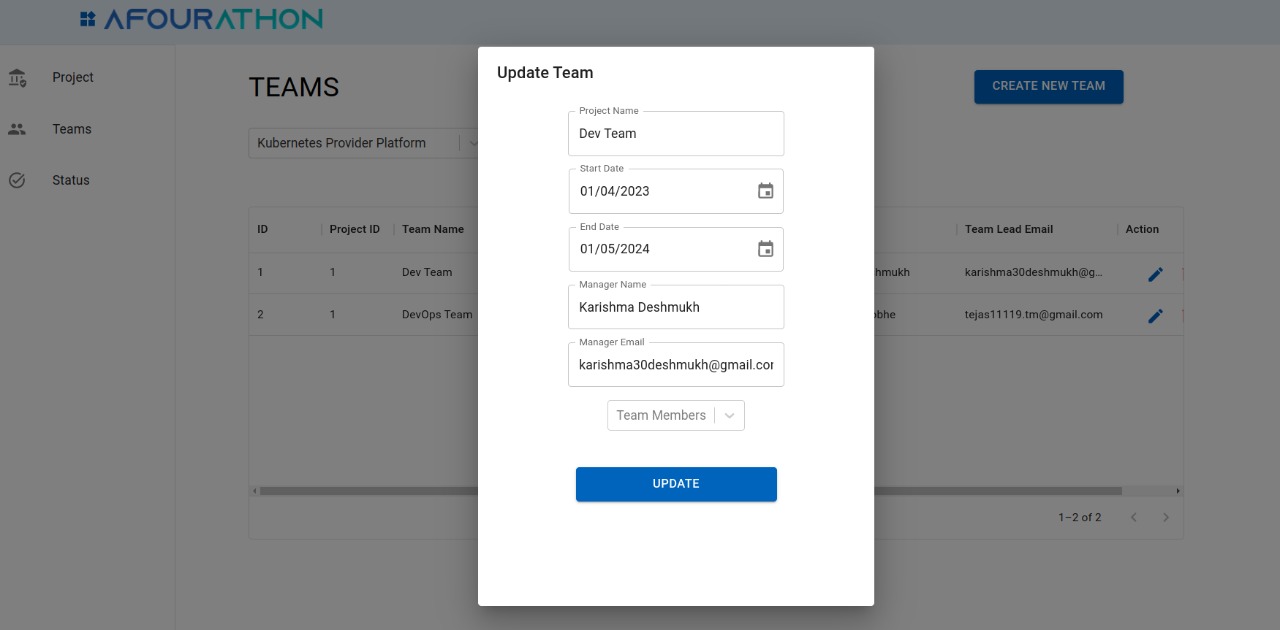 AFOURATHON
Project
Teams
Status
TEAMS
CREATE NEW TEAM
Kubernetes Provider Platform
ID Project ID Team Name Team Lead Email Action
1 1 Dev Team hmukh karishma30deshmukh@g...
2 1 DevOps Team obhe tejas11119.tm@gmail.com
1–2 of 2
Update Team
Project Name
Dev Team
Start Date
01/04/2023
End Date
01/05/2024
Manager Name
Karishma Deshmukh
Manager Email
karishma30deshmukh@gmail.cor
Team Members
UPDATE